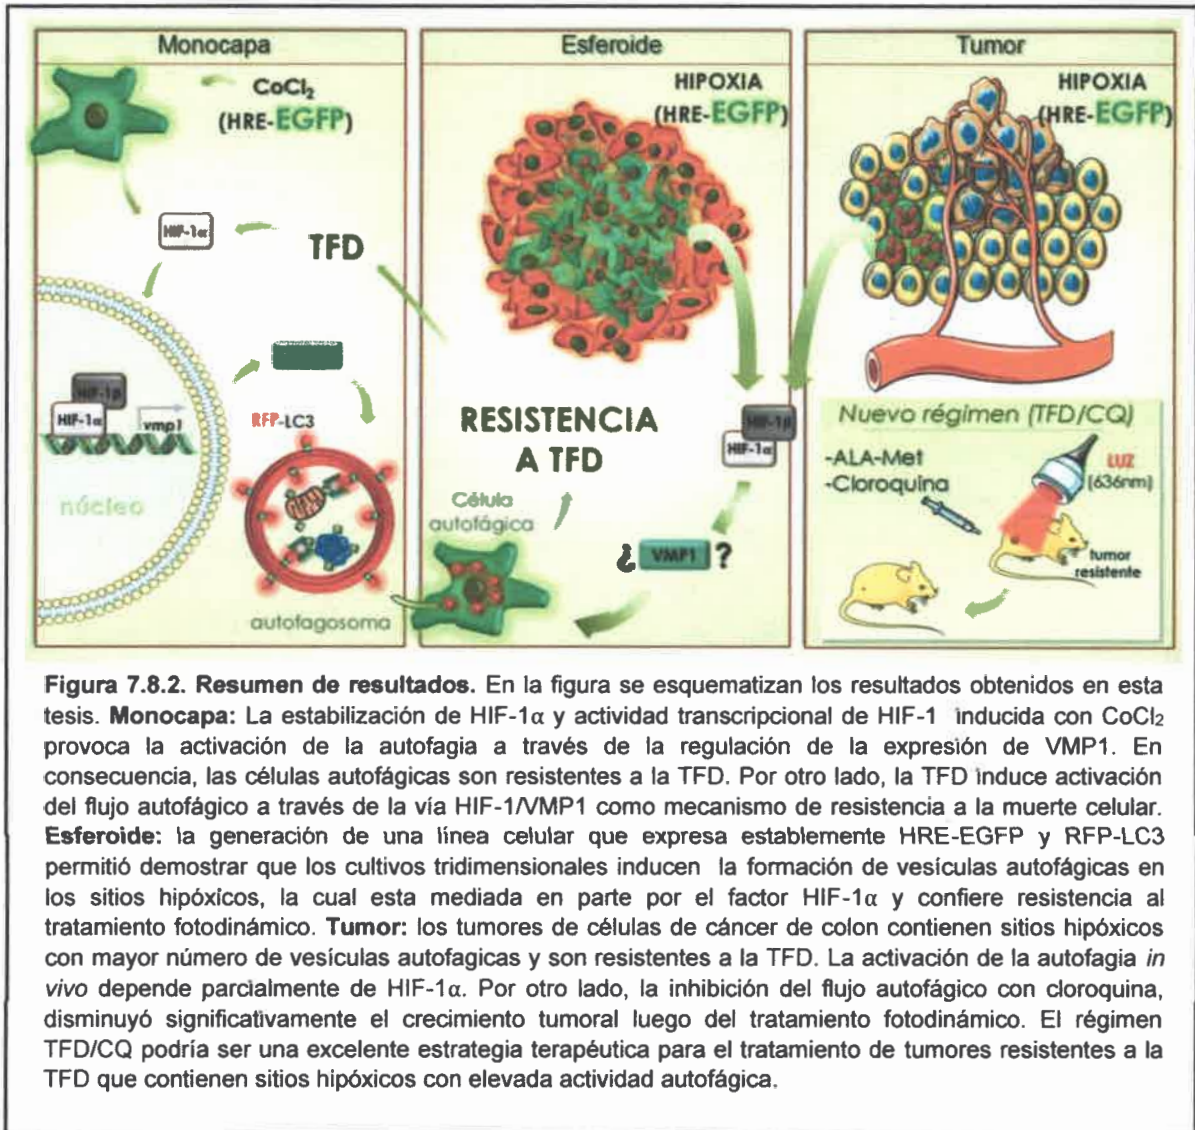 Monocapa
CoCl₂
(HRE-EGFP)
HIF-1α
TFD
HIF-1β
HIF-1α
vmp1
núcleo
RFP-LC3
autofagosoma
Esferoide
HIPOXIA
(HRE-EGFP)
RESISTENCIA
A TFD
Célula
autofágica
HIF-1β
HIF-1α
¿ VMP1 ?
Tumor
HIPOXIA
(HRE-EGFP)
Nuevo régimen (TFD/CQ)
-ALA-Met
-Cloroquina
LUZ
(636nm)
tumor
resistente
Figura 7.8.2. Resumen de resultados. En la figura se esquematizan los resultados obtenidos en esta
tesis. Monocapa: La estabilización de HIF-1α y actividad transcripcional de HIF-1 inducida con CoCl₂
provoca la activación de la autofagia a través de la regulación de la expresión de VMP1. En
consecuencia, las células autofágicas son resistentes a la TFD. Por otro lado, la TFD induce activación
del flujo autofágico a través de la vía HIF-1/VMP1 como mecanismo de resistencia a la muerte celular.
Esferoide: la generación de una línea celular que expresa establemente HRE-EGFP y RFP-LC3
permitió demostrar que los cultivos tridimensionales inducen la formación de vesículas autofágicas en
los sitios hipóxicos, la cual esta mediada en parte por el factor HIF-1α y confiere resistencia al
tratamiento fotodinámico. Tumor: los tumores de células de cáncer de colon contienen sitios hipóxicos
con mayor número de vesículas autofagicas y son resistentes a la TFD. La activación de la autofagia in
vivo depende parcialmente de HIF-1α. Por otro lado, la inhibición del flujo autofágico con cloroquina,
disminuyó significativamente el crecimiento tumoral luego del tratamiento fotodinámico. El régimen
TFD/CQ podría ser una excelente estrategia terapéutica para el tratamiento de tumores resistentes a la
TFD que contienen sitios hipóxicos con elevada actividad autofágica.